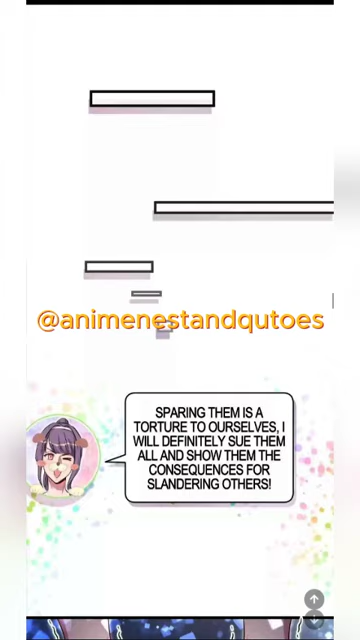 @animenestandqutoes
SPARING THEM IS A
TORTURE TO OURSELVES, I
WILL DEFINITELY SUE THEM
ALL AND SHOW THEM THE
CONSEQUENCES FOR
SLANDERING OTHERS!